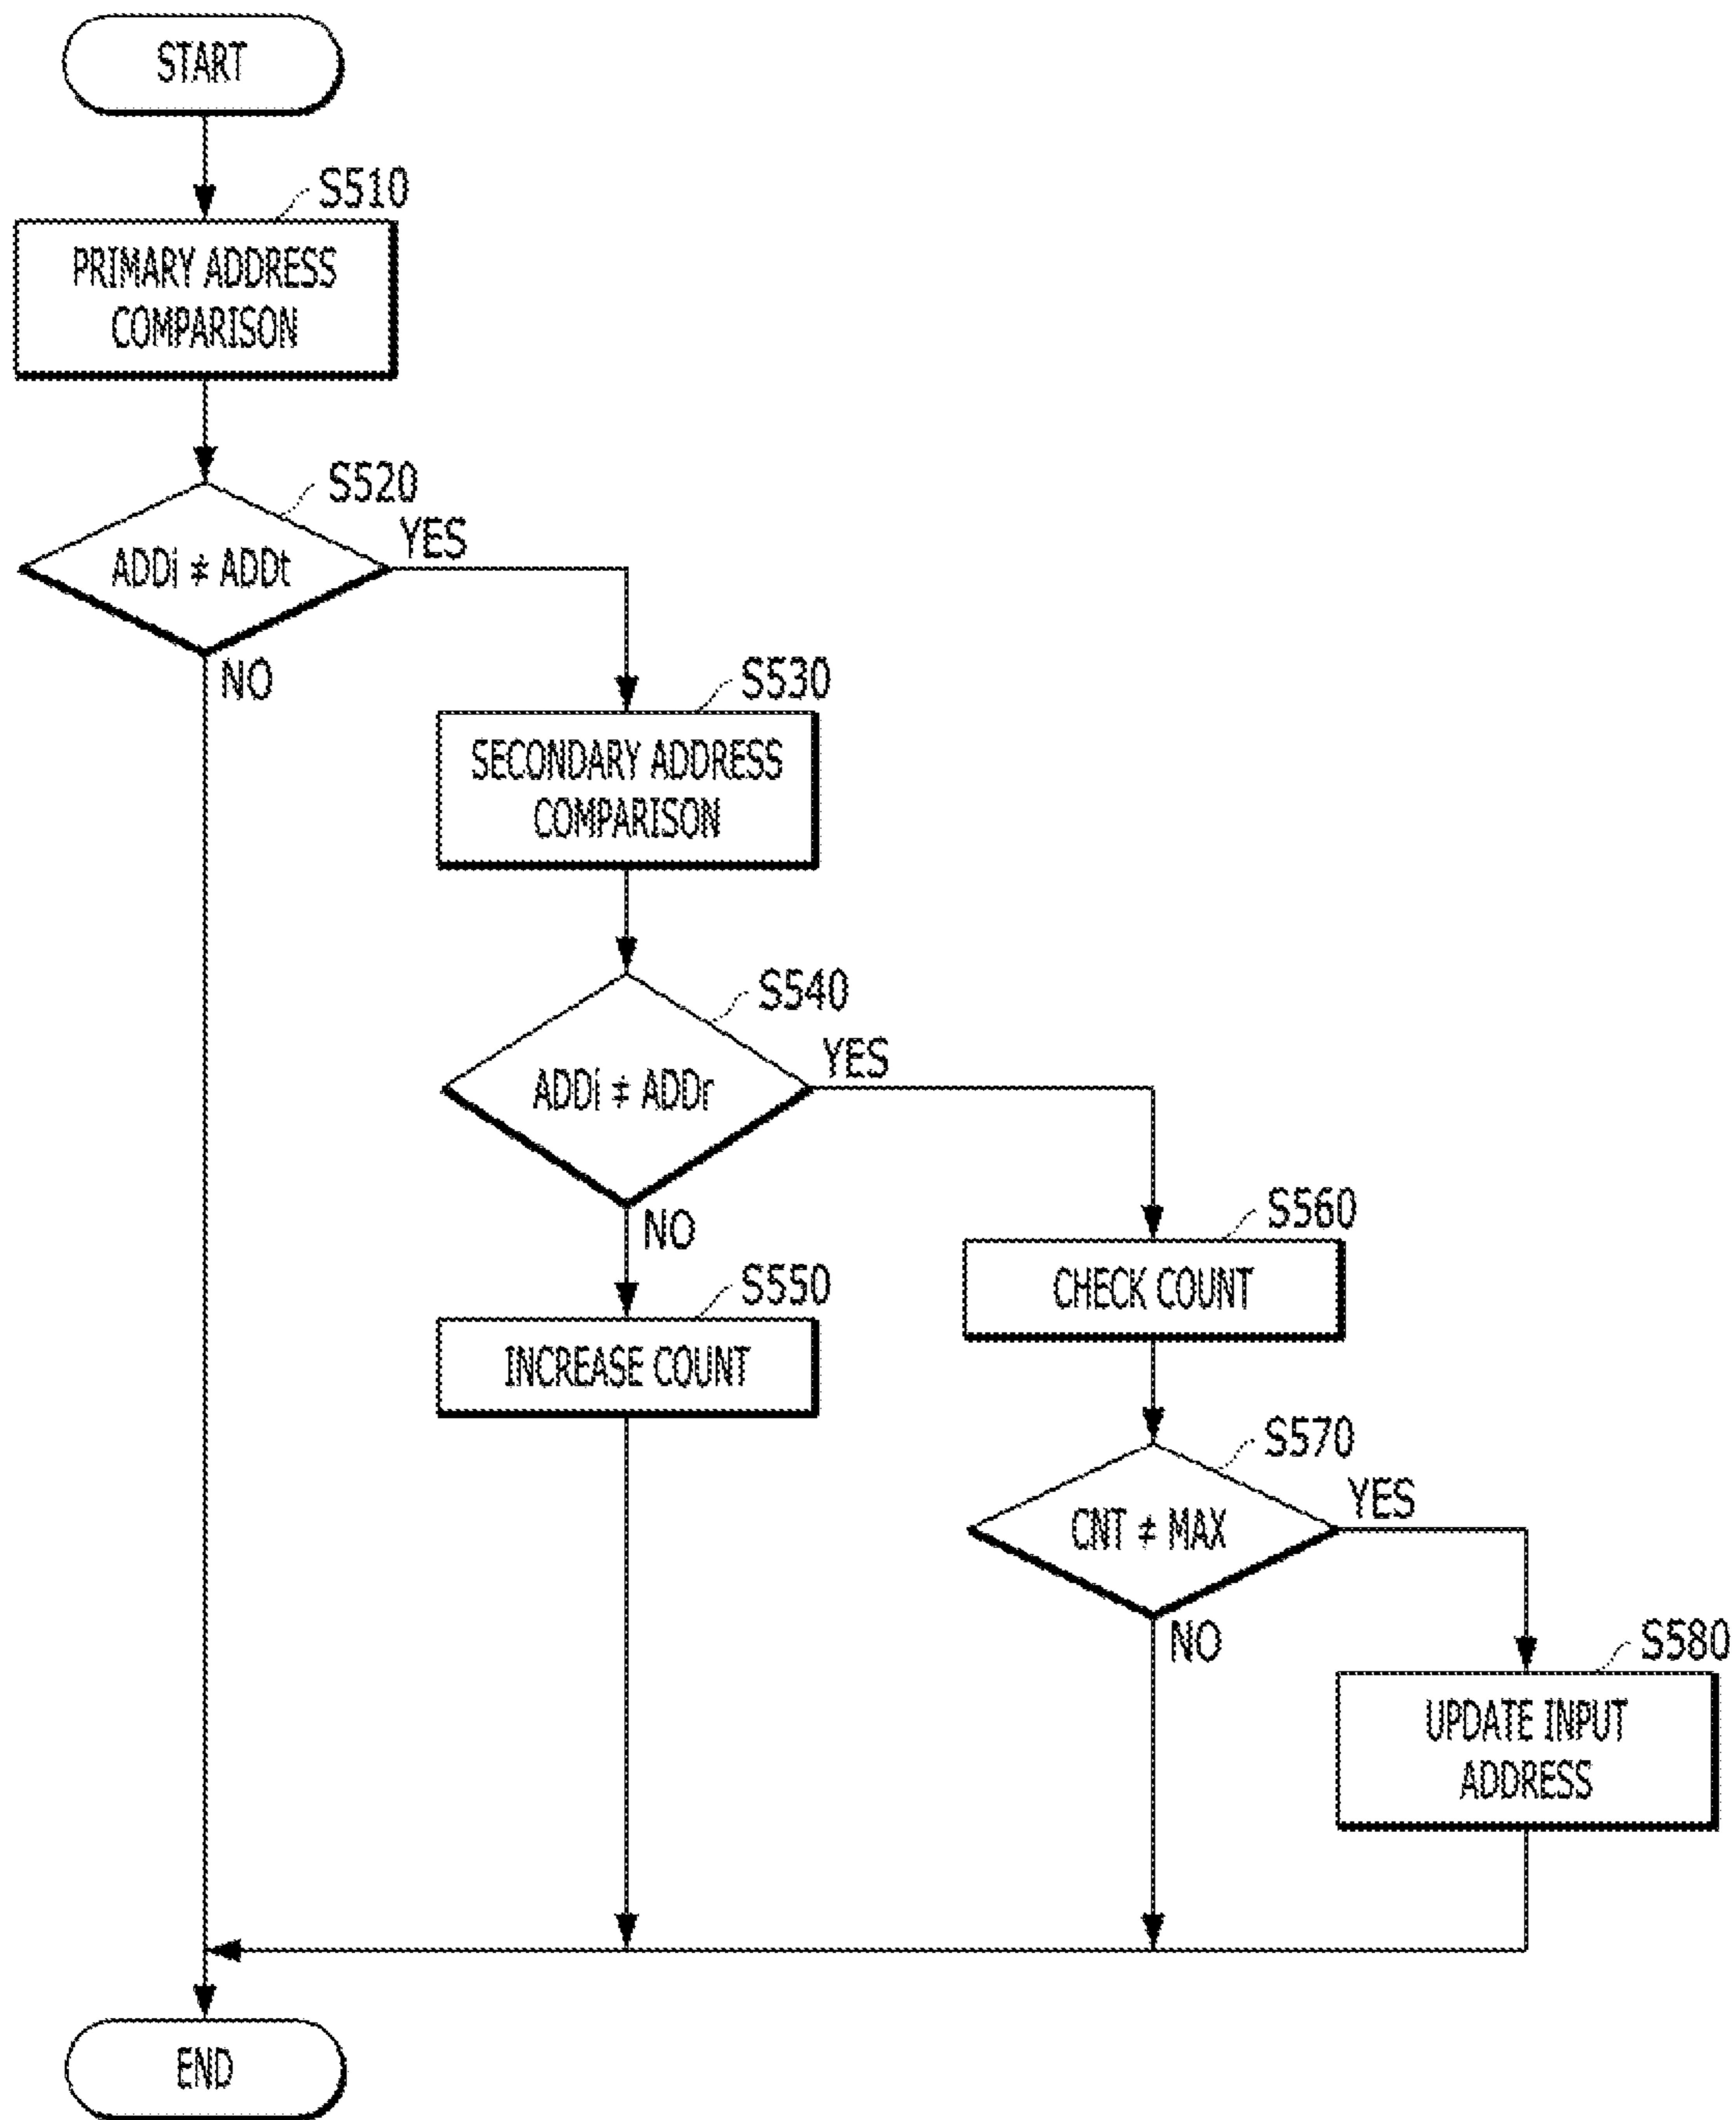 START
S510
PRIMARY ADDRESS
COMPARISON
S520
ADDi ≠ ADDt
YES
NO
S530
SECONDARY ADDRESS
COMPARISON
S540
ADDi ≠ ADDr
YES
NO
S550
INCREASE COUNT
S560
CHECK COUNT
S570
CNT ≠ MAX
YES
NO
S580
UPDATE INPUT
ADDRESS
END